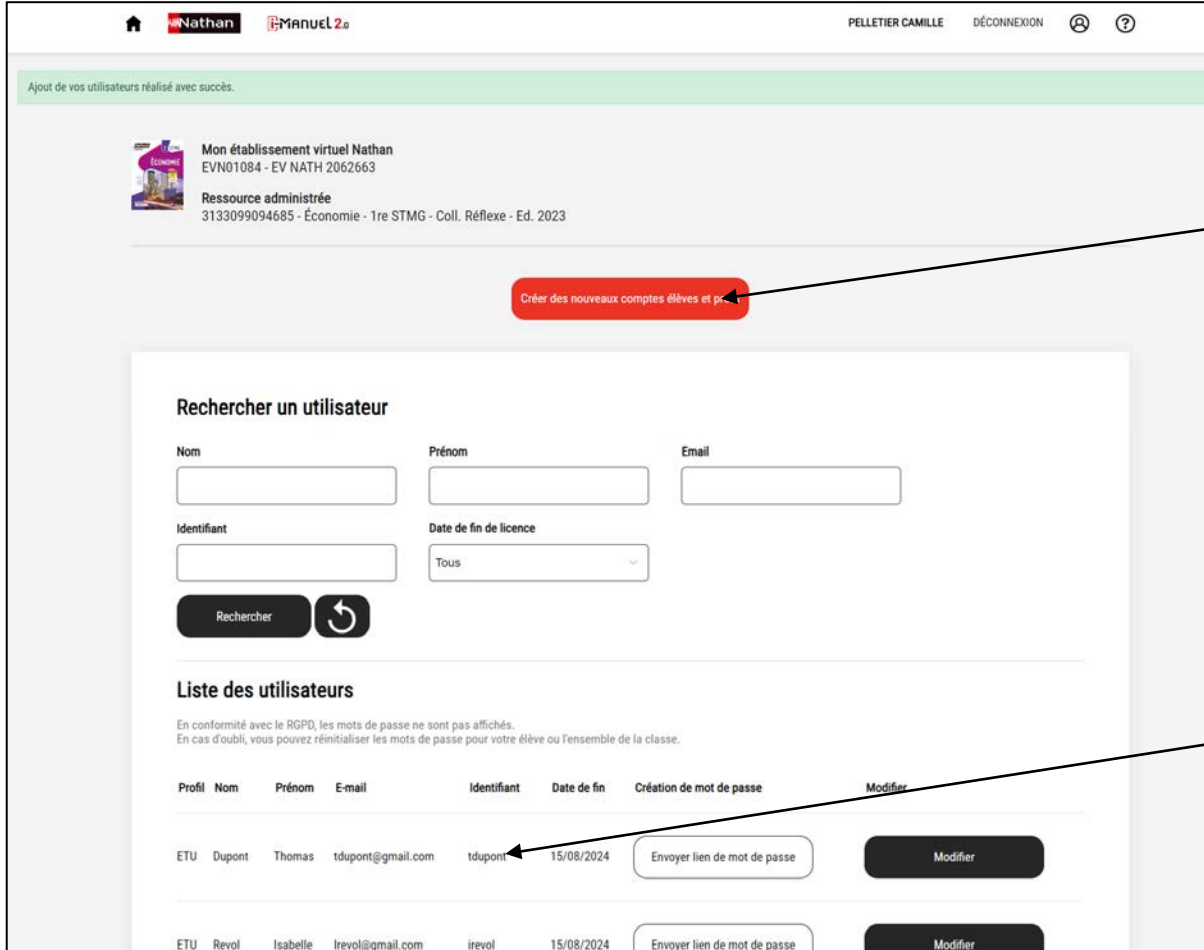 Nathan i-MANUEL 2.0 PELLETIER CAMILLE DÉCONNEXION ?
Ajout de vos utilisateurs réalisé avec succès.
ÉCONOMIE
Mon établissement virtuel Nathan
EVN01084 - EV NATH 2062663
Ressource administrée
3133099094685 - Économie - 1re STMG - Coll. Réflexe - Ed. 2023
Créer des nouveaux comptes élèves et
Rechercher un utilisateur
Nom Prénom Email
Identifiant Date de fin de licence
Tous
Rechercher
Liste des utilisateurs
En conformité avec le RGPD, les mots de passe ne sont pas affichés.
En cas d'oubli, vous pouvez réinitialiser les mots de passe pour votre élève ou l'ensemble de la classe.
Profil Nom Prénom E-mail Identifiant Date de fin Création de mot de passe Modifier
ETU Dupont Thomas tdupont@gmail.com tdupont 15/08/2024 Envoyer lien de mot de passe Modifier
ETU Revol Isabelle Irevol@gmail.com irevol 15/08/2024 Envoyer lien de mot de passe Modifier